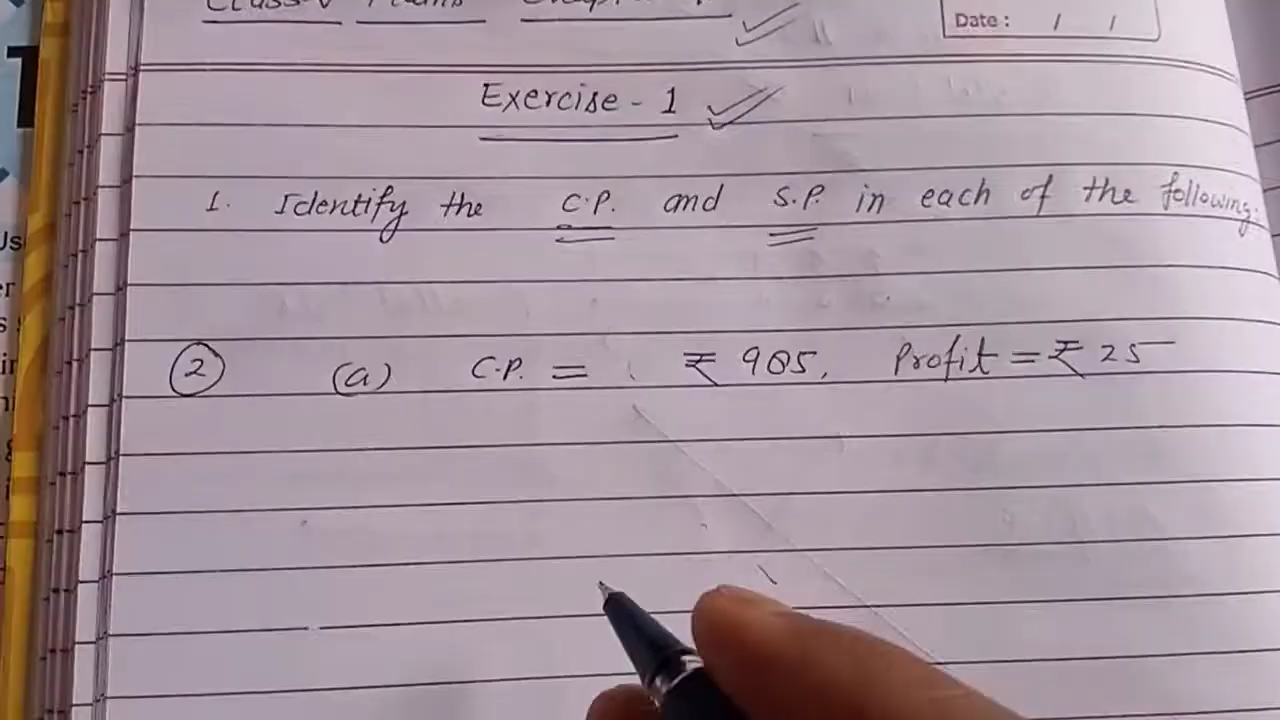 Date : / /
Exercise - 1
1. Identify the C.P. and S.P. in each of the following.
2 (a) C.P. = ₹ 905, Profit = ₹ 25